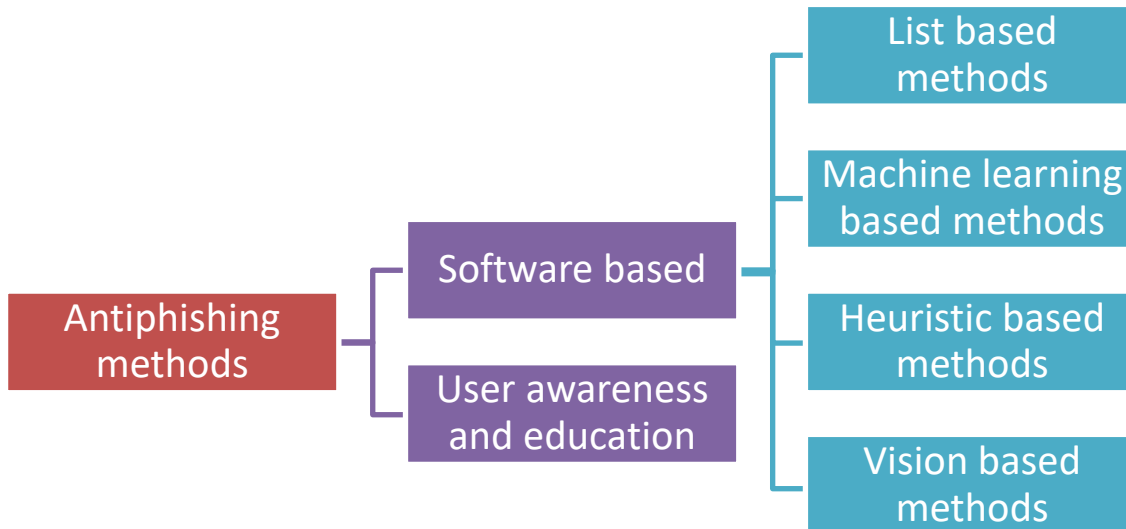 Antiphishing
methods
Software based
User awareness
and education
List based
methods
Machine learning
based methods
Heuristic based
methods
Vision based
methods